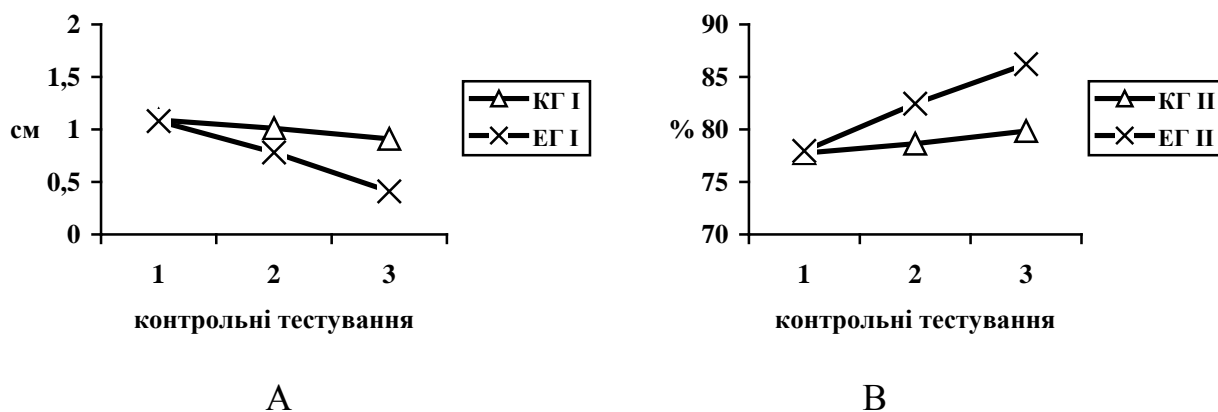 2
1,5
см
1
0,5
0
1
2
3
контрольні тестування
КГ I
ЕГ I
А
90
85
%
80
75
70
1
2
3
контрольні тестування
КГ II
ЕГ II
В